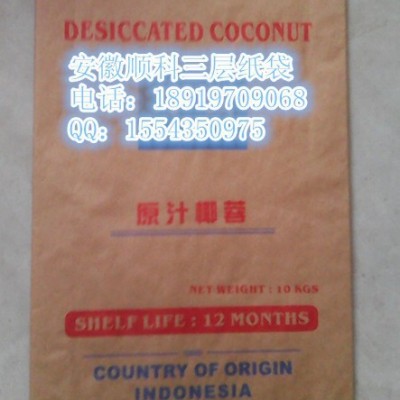 DESICCATED COCONUT
安徽顺科三层纸袋
电话：18919709068
QQ：1554350975
原汁椰蓉
NET WEIGHT : 10 KGS
SHELF LIFE : 12 MONTHS
COUNTRY OF ORIGIN
INDONESIA